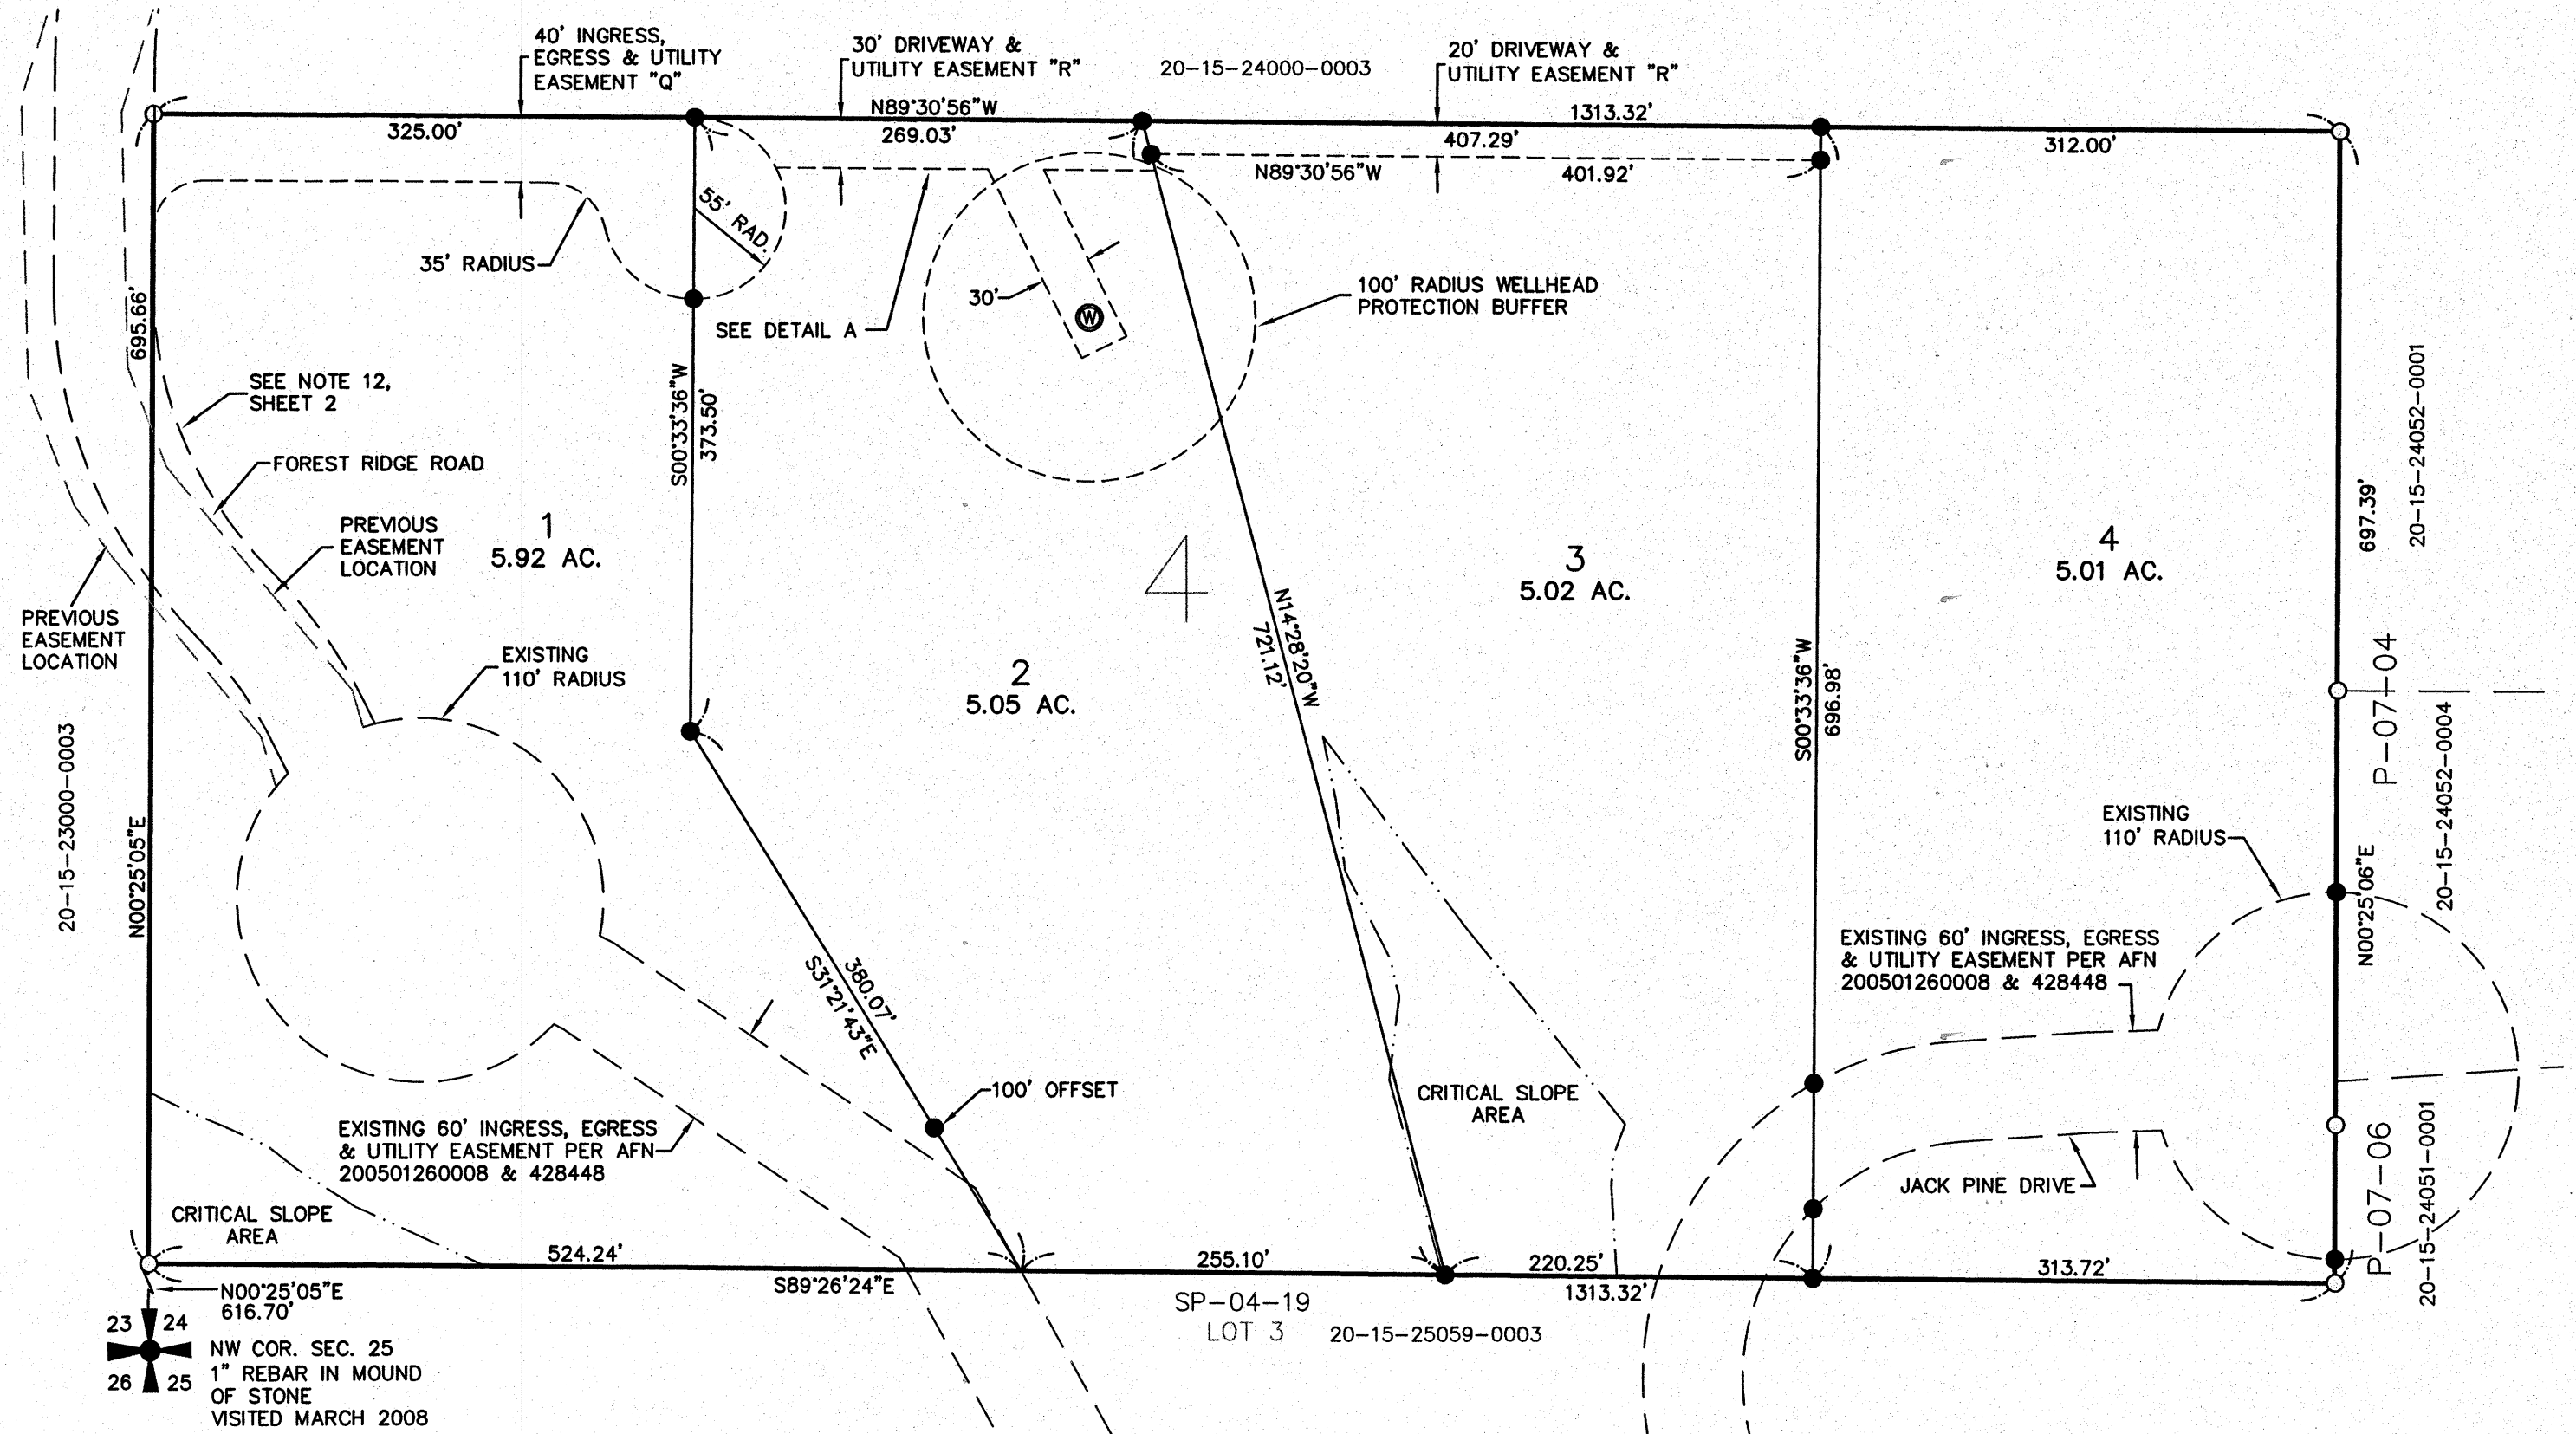 40' INGRESS,
EGRESS & UTILITY
EASEMENT "Q"
30' DRIVEWAY &
UTILITY EASEMENT "R"
20-15-24000-0003
20' DRIVEWAY &
UTILITY EASEMENT "R"
N89°30'56"W
1313.32'
325.00'
269.03'
407.29'
312.00'
N89°30'56"W
401.92'
55' RAD.
35' RADIUS
30'
100' RADIUS WELLHEAD
PROTECTION BUFFER
W
SEE DETAIL A
695.66'
SEE NOTE 12,
SHEET 2
S00°33'36"W
373.50'
FOREST RIDGE ROAD
PREVIOUS
EASEMENT
LOCATION
1
5.92 AC.
4
3
5.02 AC.
4
5.01 AC.
697.39'
20-15-24052-0001
PREVIOUS
EASEMENT
LOCATION
EXISTING
110' RADIUS
2
5.05 AC.
N14°28'20"W
721.12'
S00°33'36"W
696.98'
P-07-04
20-15-24052-0004
20-15-23000-0003
N00°25'05"E
EXISTING
110' RADIUS
N00°25'06"E
380.07'
S31°21'43"E
EXISTING 60' INGRESS, EGRESS
& UTILITY EASEMENT PER AFN
200501260008 & 428448
100' OFFSET
CRITICAL SLOPE
AREA
EXISTING 60' INGRESS, EGRESS
& UTILITY EASEMENT PER AFN
200501260008 & 428448
JACK PINE DRIVE
P-07-06
20-15-24051-0001
CRITICAL SLOPE
AREA
524.24'
255.10'
220.25'
313.72'
S89°26'24"E
1313.32'
N00°25'05"E
616.70'
SP-04-19
LOT 3
20-15-25059-0003
23
24
26
25
NW COR. SEC. 25
1" REBAR IN MOUND
OF STONE
VISITED MARCH 2008